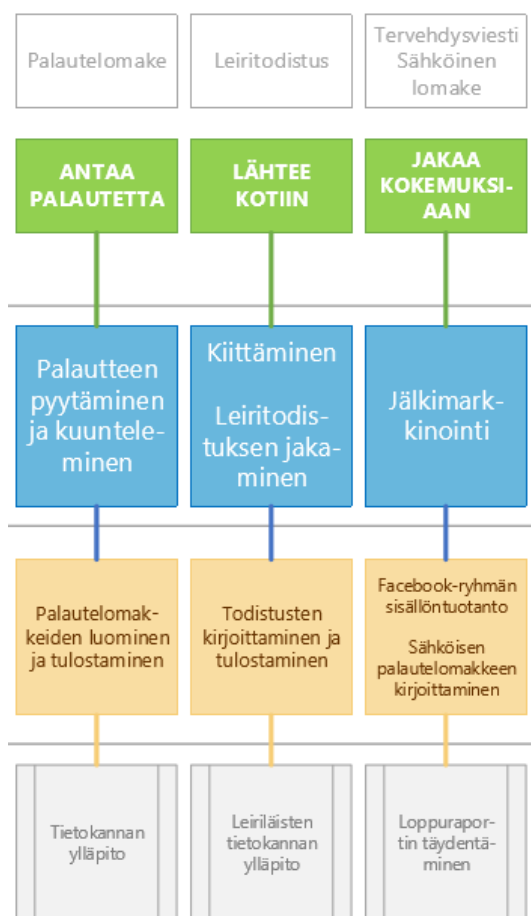 Palautelomake
Leiritodistus
Tervehdysviesti
Sähköinen
lomake
ANTAA
PALAUTETTA
LÄHTEE
KOTIIN
JAKAA
KOKEMUKSI-
AAN
Palautteen
pyytäminen
ja kuuntele-
minen
Kiittäminen
Leiritodis-
tuksen jaka-
minen
Jälkimark-
kinointi
Palautelomak-
keiden luominen
ja tulostaminen
Todistusten
kirjoittaminen ja
tulostaminen
Facebook-ryhmän
sisällöntuotanto
Sähköisen
palautelomakkeen
kirjoittaminen
Tietokannan
ylläpito
Leiriläisten
tietokannan
ylläpito
Loppurapor-
tin täydentä-
minen